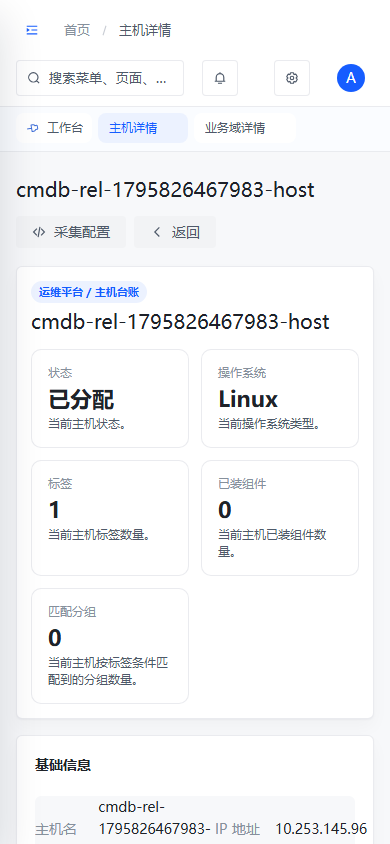 首页 / 主机详情
搜索菜单、页面、... A
工作台 主机详情 业务域详情
cmdb-rel-1795826467983-host
采集配置 返回
运维平台 / 主机台账
cmdb-rel-1795826467983-host
状态
已分配
当前主机状态。
操作系统
Linux
当前操作系统类型。
标签
1
当前主机标签数量。
已装组件
0
当前主机已装组件数
量。
匹配分组
0
当前主机按标签条件匹
配到的分组数量。
基础信息
cmdb-rel-
主机名 1795826467983- IP 地址 10.253.145.96